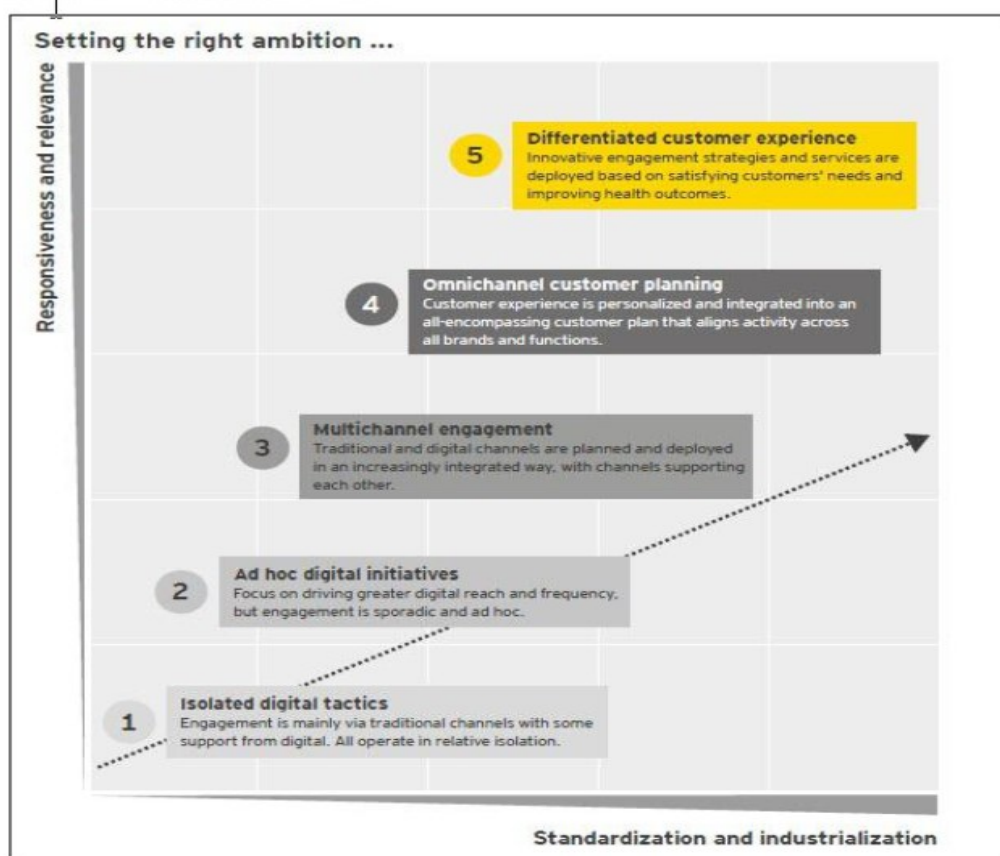 Setting the right ambition ...
Responsiveness and relevance
5
Differentiated customer experience
Innovative engagement strategies and services are
deployed based on satisfying customers' needs and
improving health outcomes.
4
Omnichannel customer planning
Customer experience is personalized and integrated into an
all-encompassing customer plan that aligns activity across
all brands and functions.
3
Multichannel engagement
Traditional and digital channels are planned and deployed
in an increasingly integrated way, with channels supporting
each other.
2
Ad hoc digital initiatives
Focus on driving greater digital reach and frequency,
but engagement is sporadic and ad hoc.
1
Isolated digital tactics
Engagement is mainly via traditional channels with some
support from digital. All operate in relative isolation.
Standardization and industrialization